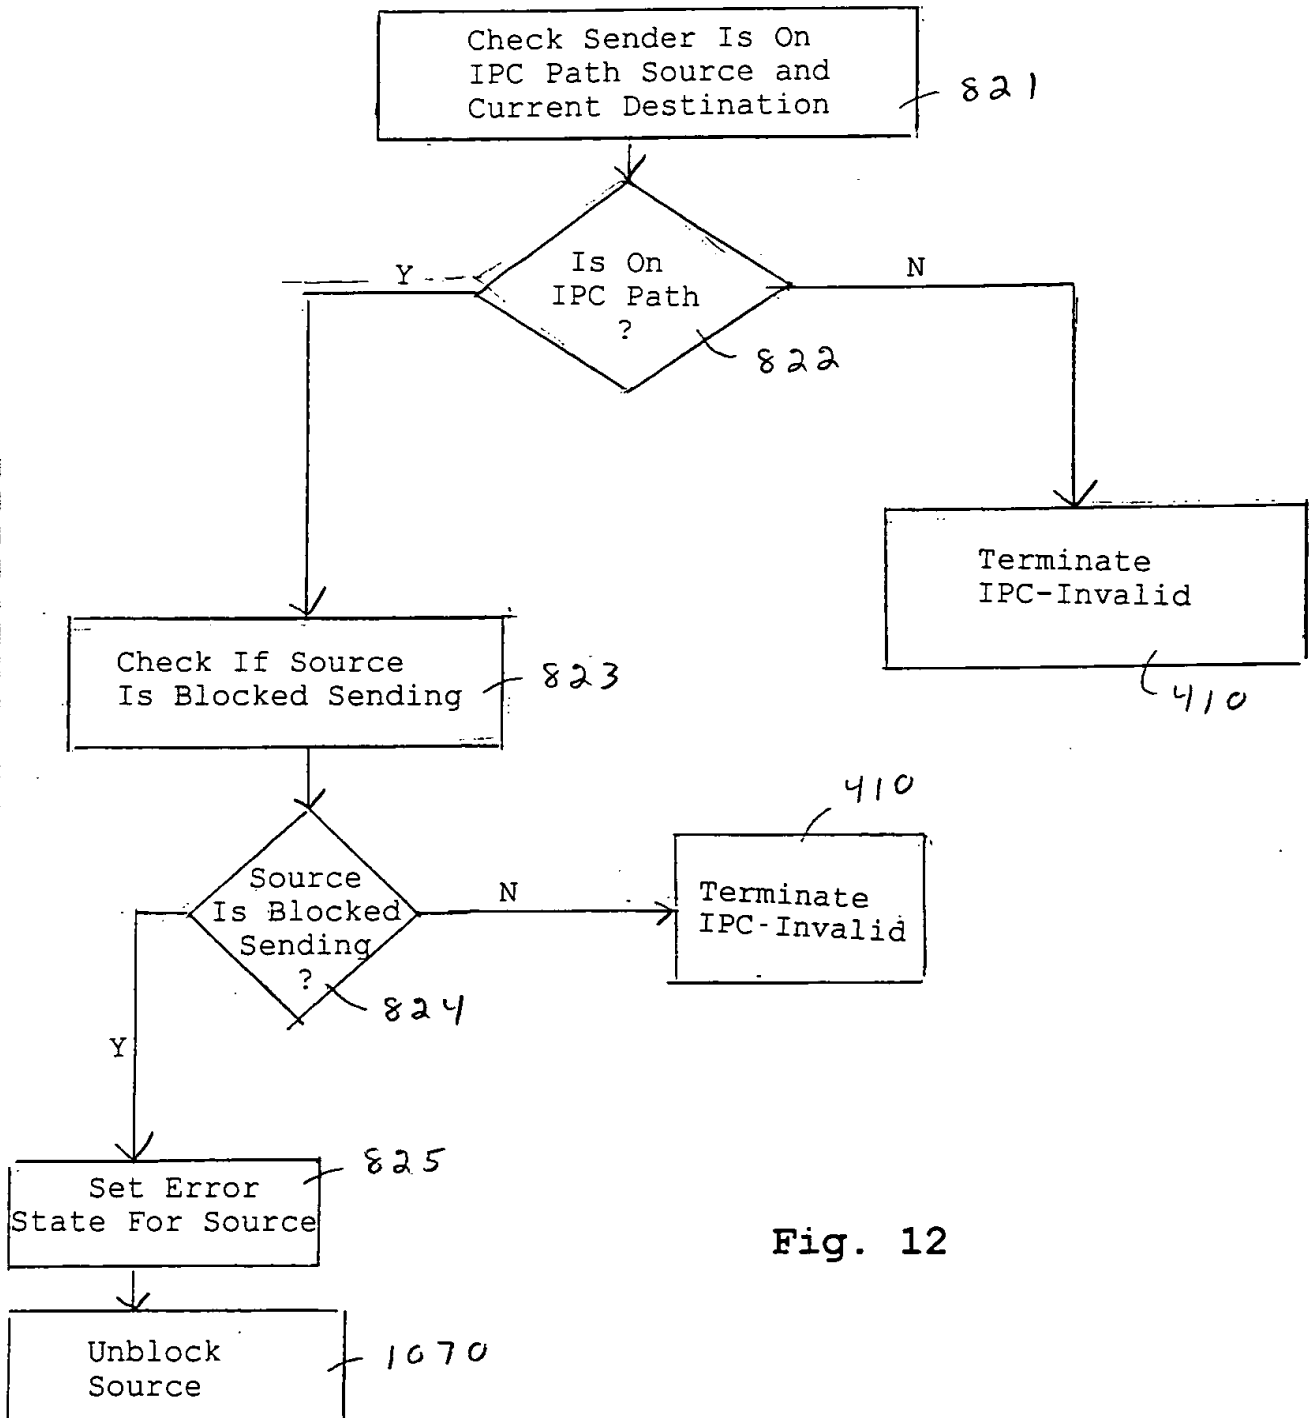 Check Sender Is On
IPC Path Source and
Current Destination
821
Is On
IPC Path
?
822
Y
N
Terminate
IPC-Invalid
410
Check If Source
Is Blocked Sending
823
Source
Is Blocked
Sending
?
824
N
Terminate
IPC-Invalid
410
Y
Set Error
State For Source
825
Unblock
Source
1070
Fig. 12